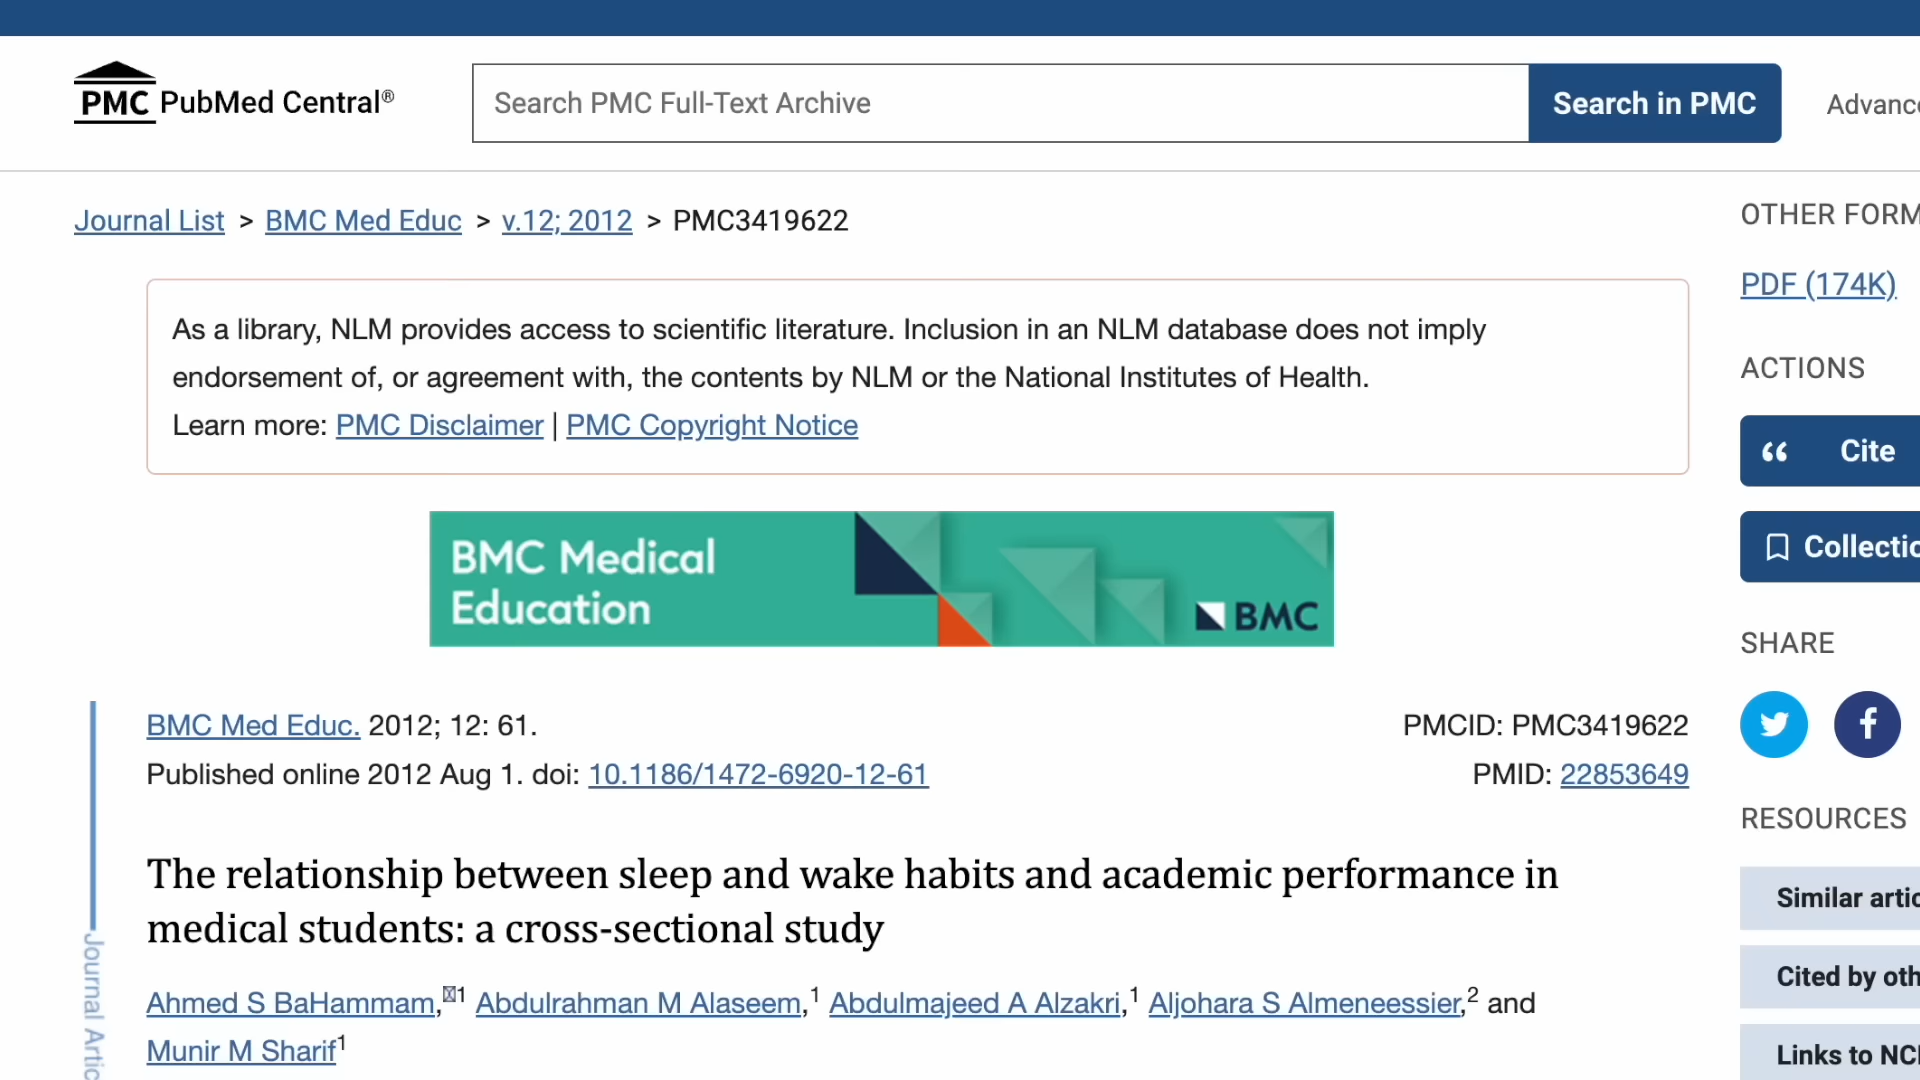 PMC PubMed Central®
Search PMC Full-Text Archive
Search in PMC
Advance
Journal List > BMC Med Educ > v.12; 2012 > PMC3419622
As a library, NLM provides access to scientific literature. Inclusion in an NLM database does not imply
endorsement of, or agreement with, the contents by NLM or the National Institutes of Health.
Learn more: PMC Disclaimer | PMC Copyright Notice
BMC Medical
Education
BMC
BMC Med Educ. 2012; 12: 61.
Published online 2012 Aug 1. doi: 10.1186/1472-6920-12-61
PMCID: PMC3419622
PMID: 22853649
The relationship between sleep and wake habits and academic performance in
medical students: a cross-sectional study
Ahmed S BaHammam,1 Abdulrahman M Alaseem,1 Abdulmajeed A Alzakri,1 Aljohara S Almeneessier,2 and
Munir M Sharif1
Journal Artic
OTHER FORM
PDF (174K)
ACTIONS
Cite
Collectio
SHARE
RESOURCES
Similar artic
Cited by oth
Links to NC